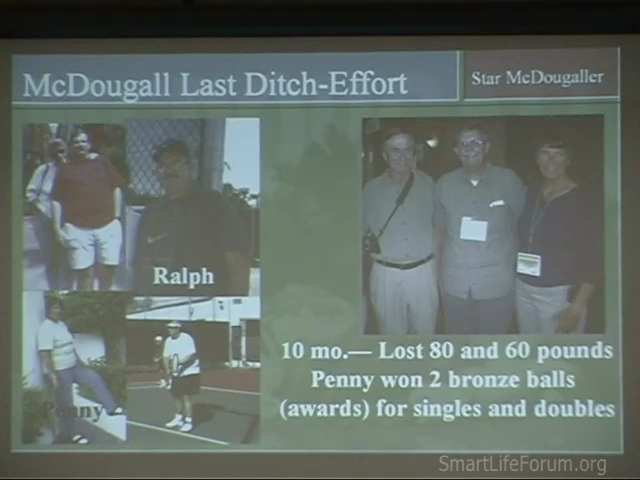 McDougall Last Ditch-Effort
Star McDougaller
Ralph
Penny
10 mo.— Lost 80 and 60 pounds
Penny won 2 bronze balls
(awards) for singles and doubles
SmartLifeForum.org